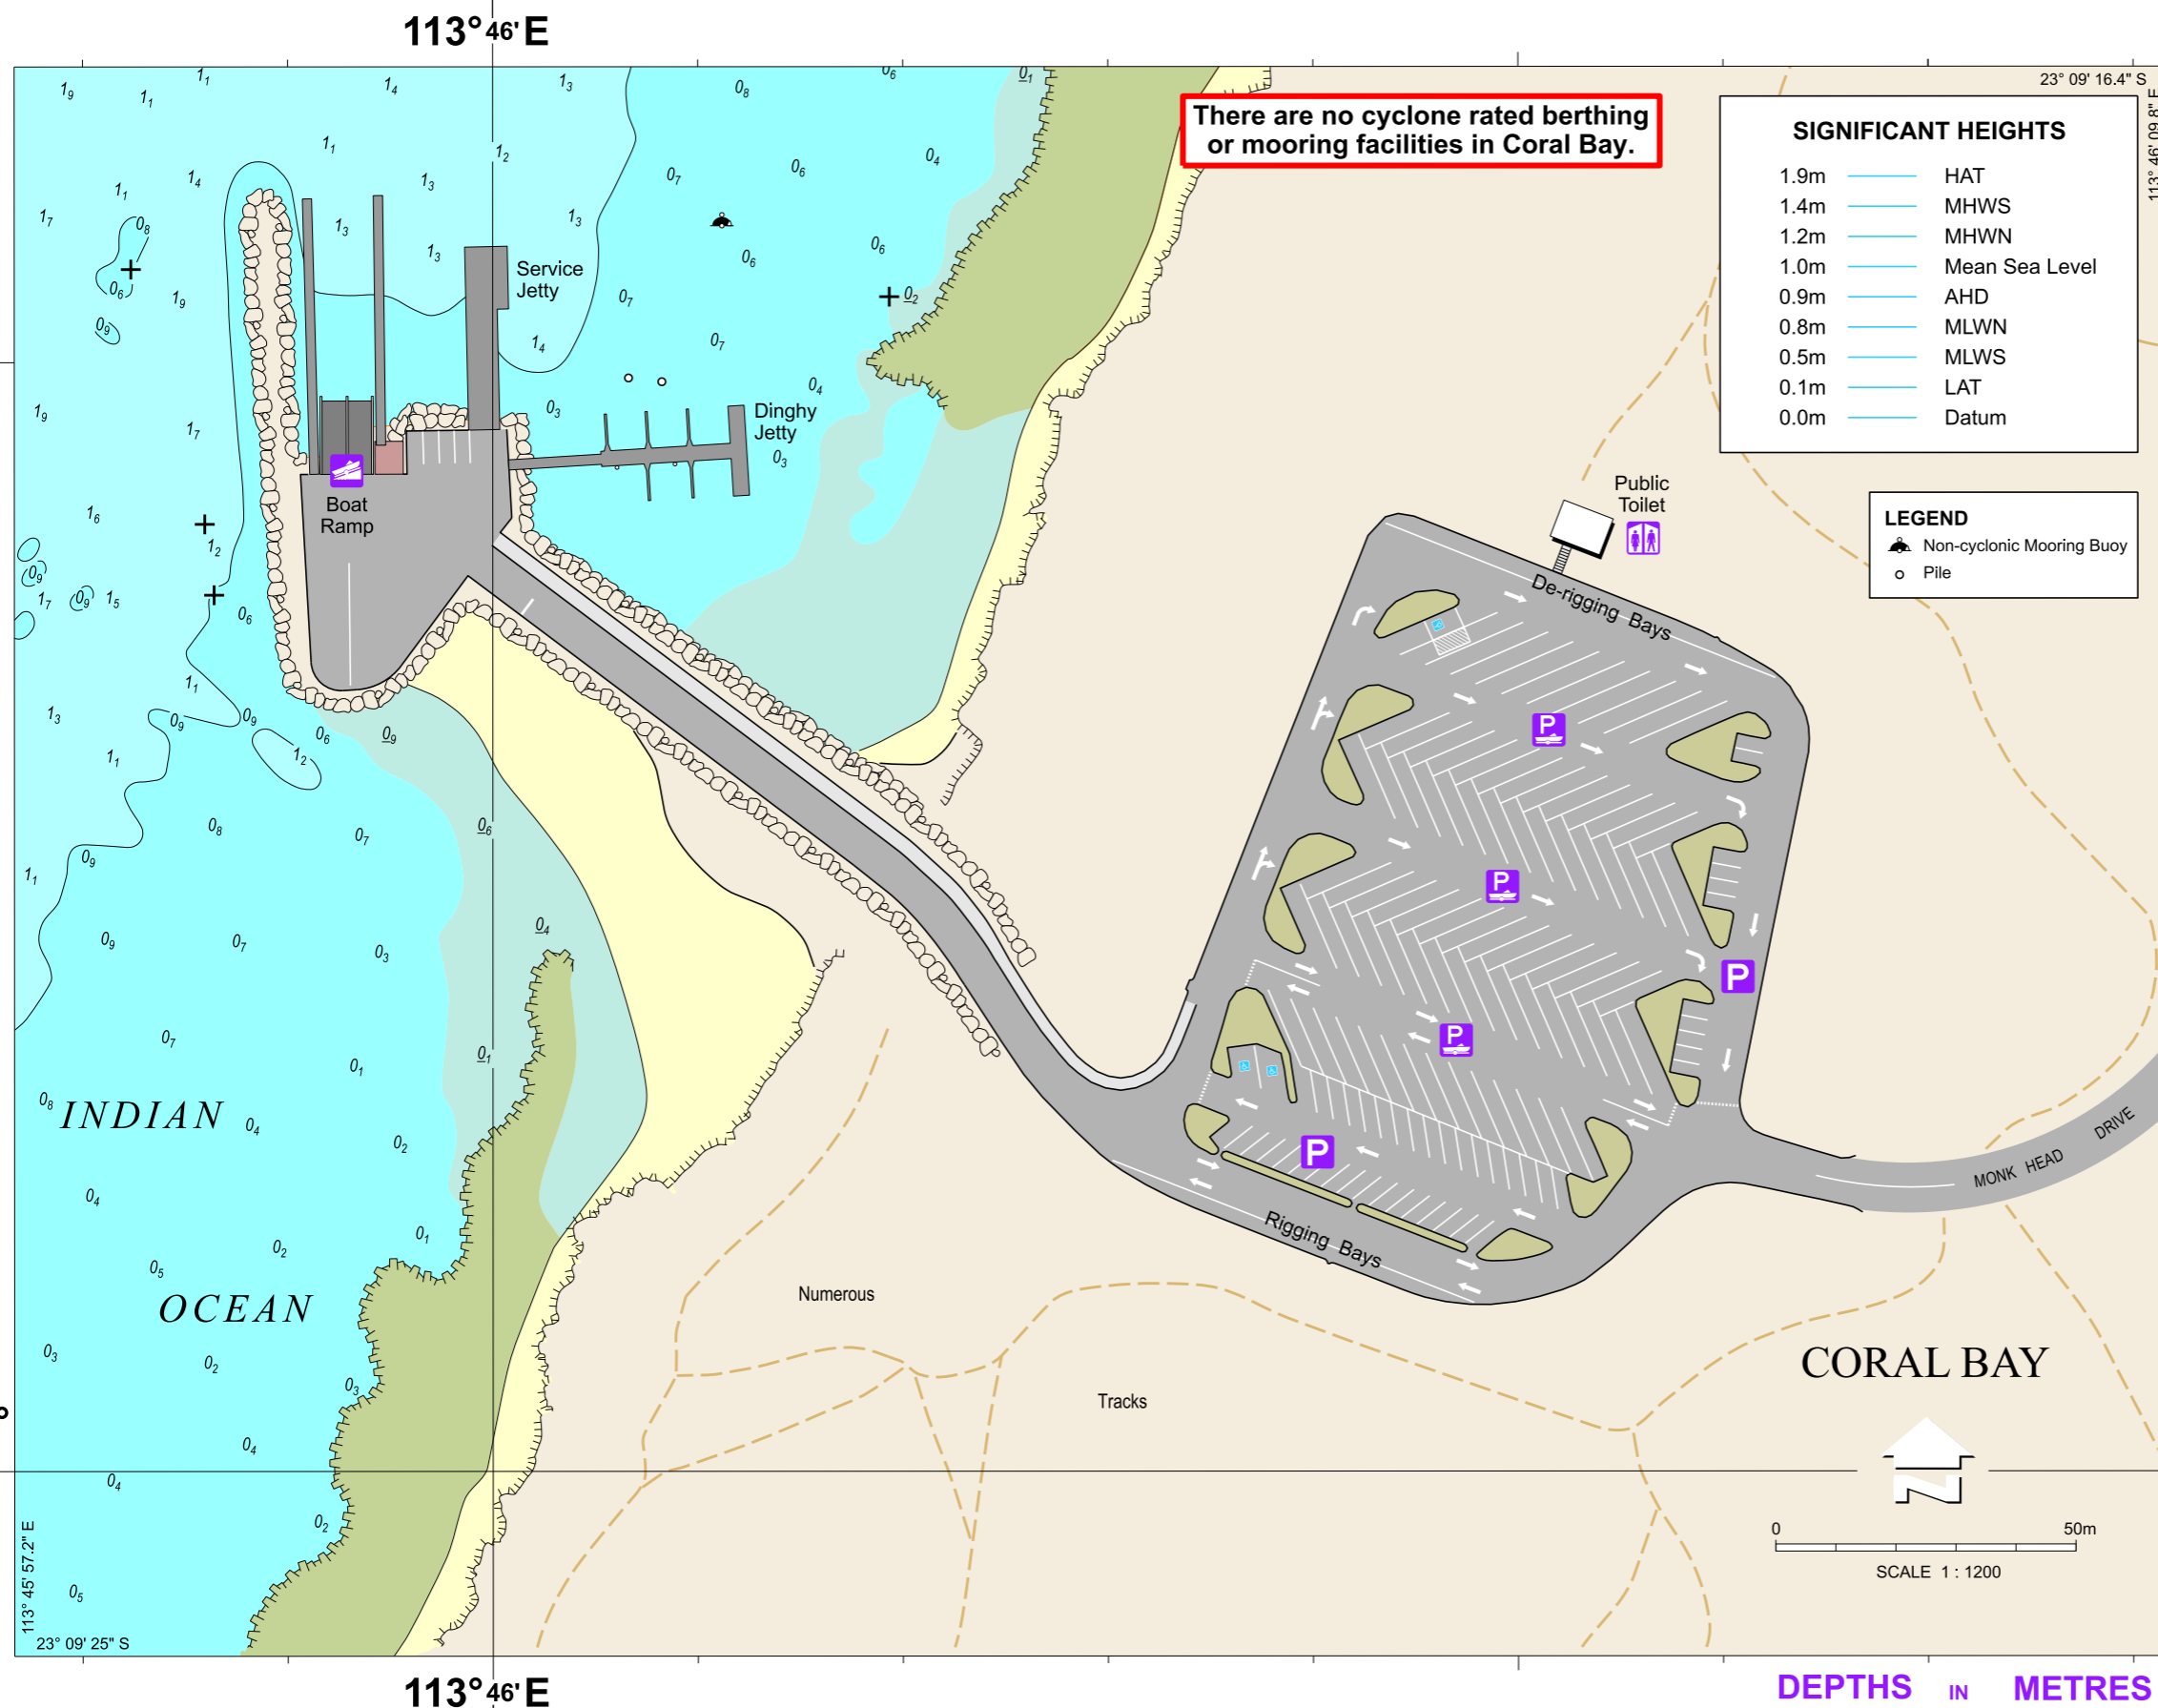 113° 46' E
23° 09' 16.4" S
113° 46' 09.8" E
There are no cyclone rated berthing
or mooring facilities in Coral Bay.
SIGNIFICANT HEIGHTS
1.9m HAT
1.4m MHWS
1.2m MHWN
1.0m Mean Sea Level
0.9m AHD
0.8m MLWN
0.5m MLWS
0.1m LAT
0.0m Datum
LEGEND
Non-cyclonic Mooring Buoy
Pile
Service
Jetty
Dinghy
Jetty
Boat
Ramp
Public
Toilet
De-rigging Bays
P
P
P
P
P
Rigging Bays
MONK HEAD DRIVE
INDIAN
OCEAN
Numerous
Tracks
CORAL BAY
N
0 50m
SCALE 1 : 1200
113° 45' 57.2" E
23° 09' 25" S
113° 46' E
DEPTHS IN METRES